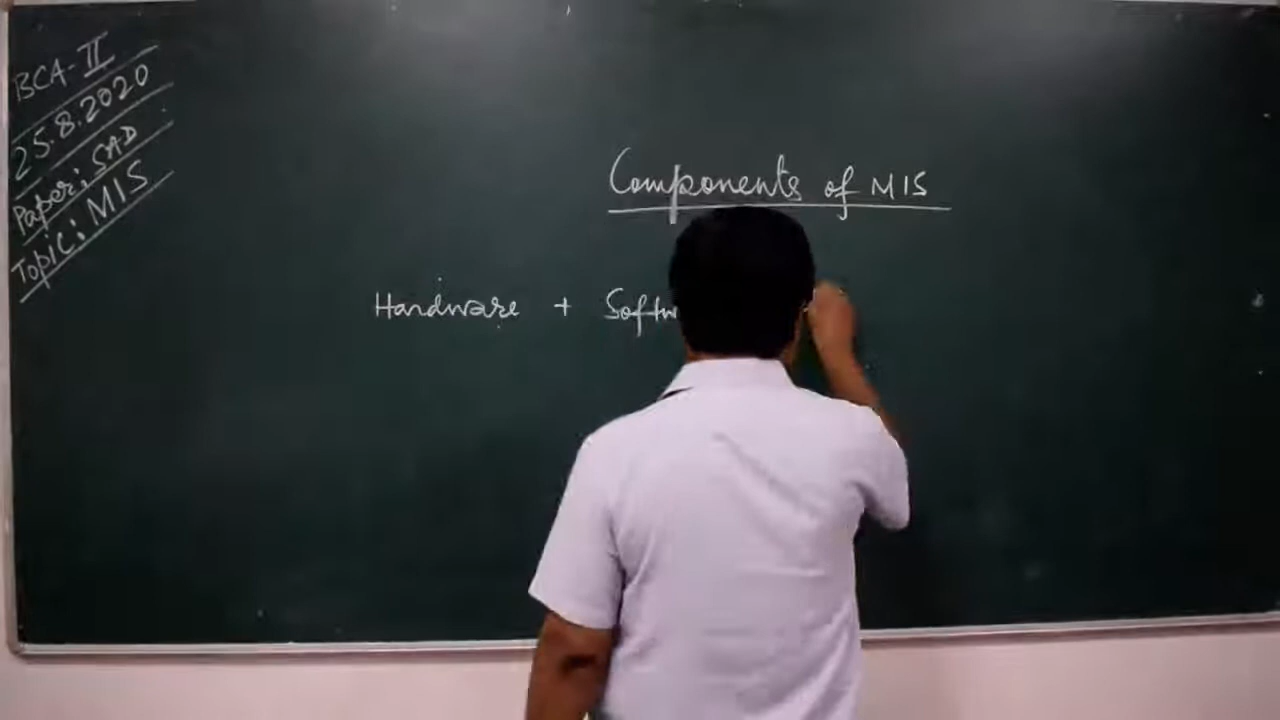 BCA-II
25.8.2020
Paper: SAD
Topic: MIS
Components of MIS
Hardware + Softw